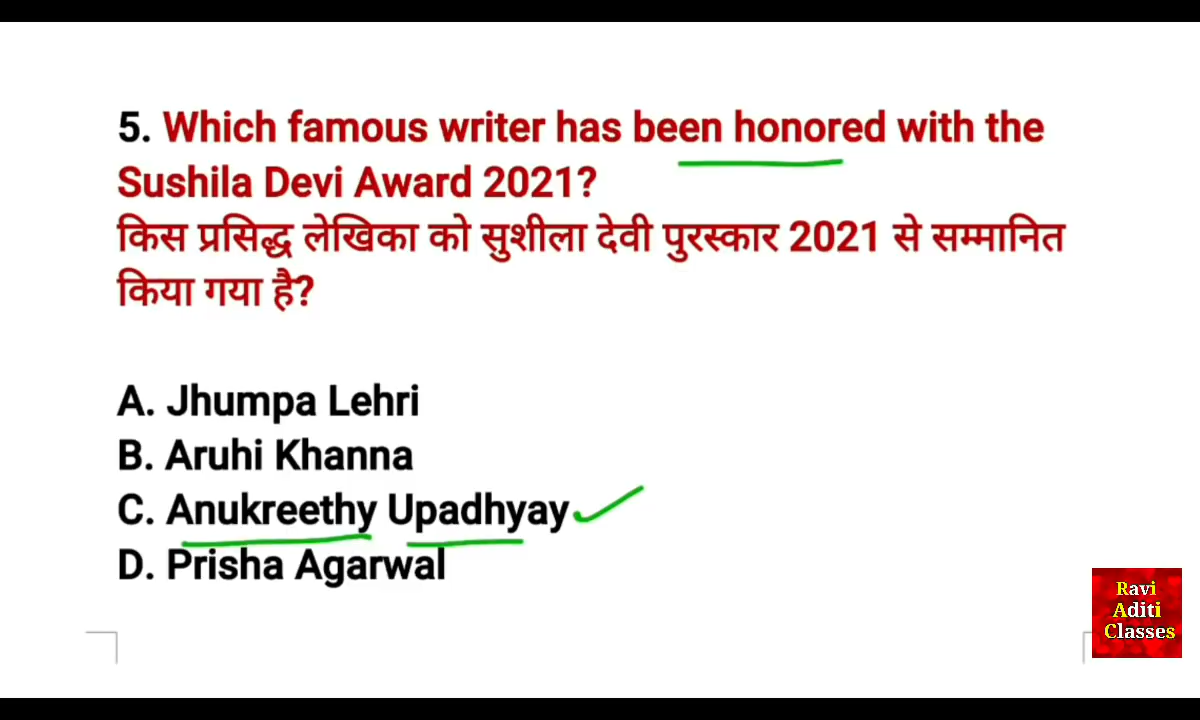 5. Which famous writer has been honored with the
Sushila Devi Award 2021?
किस प्रसिद्ध लेखिका को सुशीला देवी पुरस्कार 2021 से सम्मानित
किया गया है?
A. Jhumpa Lehri
B. Aruhi Khanna
C. Anukreethy Upadhyay
D. Prisha Agarwal
Ravi
Aditi
Classes